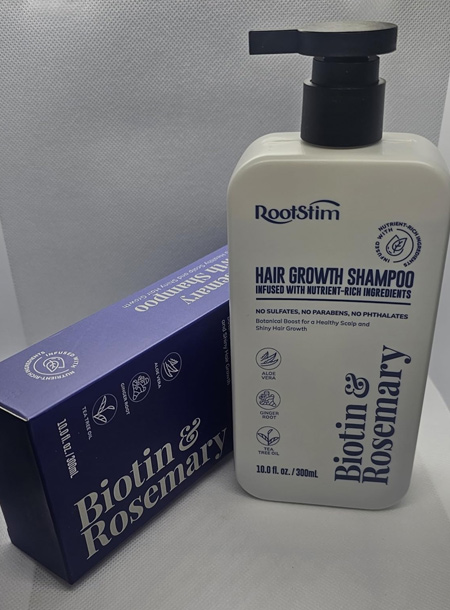 RootStim
INFUSED WITH NUTRIENT-RICH INGREDIENTS
HAIR GROWTH SHAMPOO
INFUSED WITH NUTRIENT-RICH INGREDIENTS
NO SULFATES, NO PARABENS, NO PHTHALATES
Botanical Boost for a Healthy Scalp and
Shiny Hair Growth
ALOE
VERA
GINGER
ROOT
TEA
TREE OIL
10.0 fl. oz. / 300mL
Biotin &
Rosemary
INFUSED WITH NUTRIENT-RICH INGREDIENTS
ALOE
VERA
GINGER
ROOT
TEA
TREE OIL
10.0 fl. oz. / 300mL
Biotin &
Rosemary
Shampoo